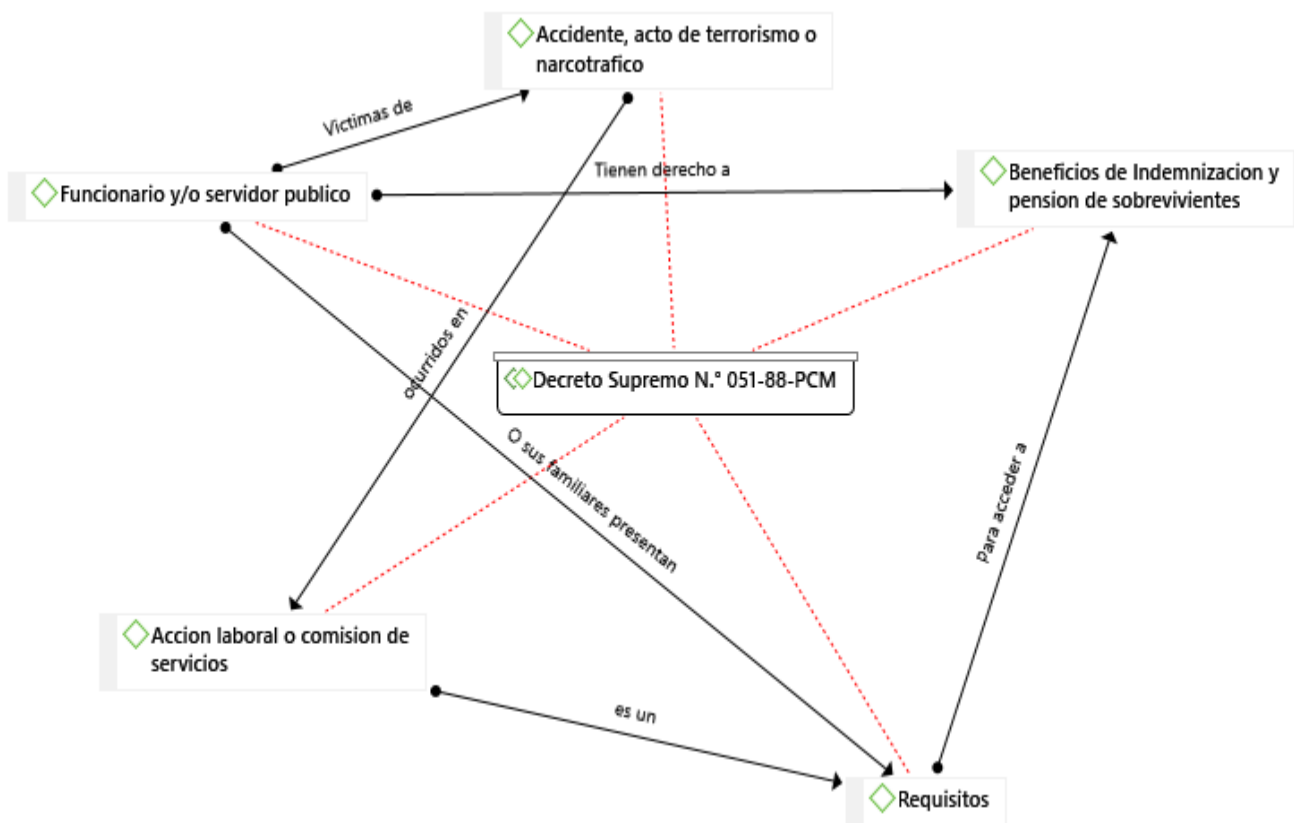 Accidente, acto de terrorismo o
narcotrafico
Victimas de
Tienen derecho a
Beneficios de Indemnizacion y
pension de sobrevivientes
Funcionario y/o servidor publico
ocurridos en
Decreto Supremo N.° 051-88-PCM
O sus familiares presentan
para acceder a
Accion laboral o comision de
servicios
es un
Requisitos